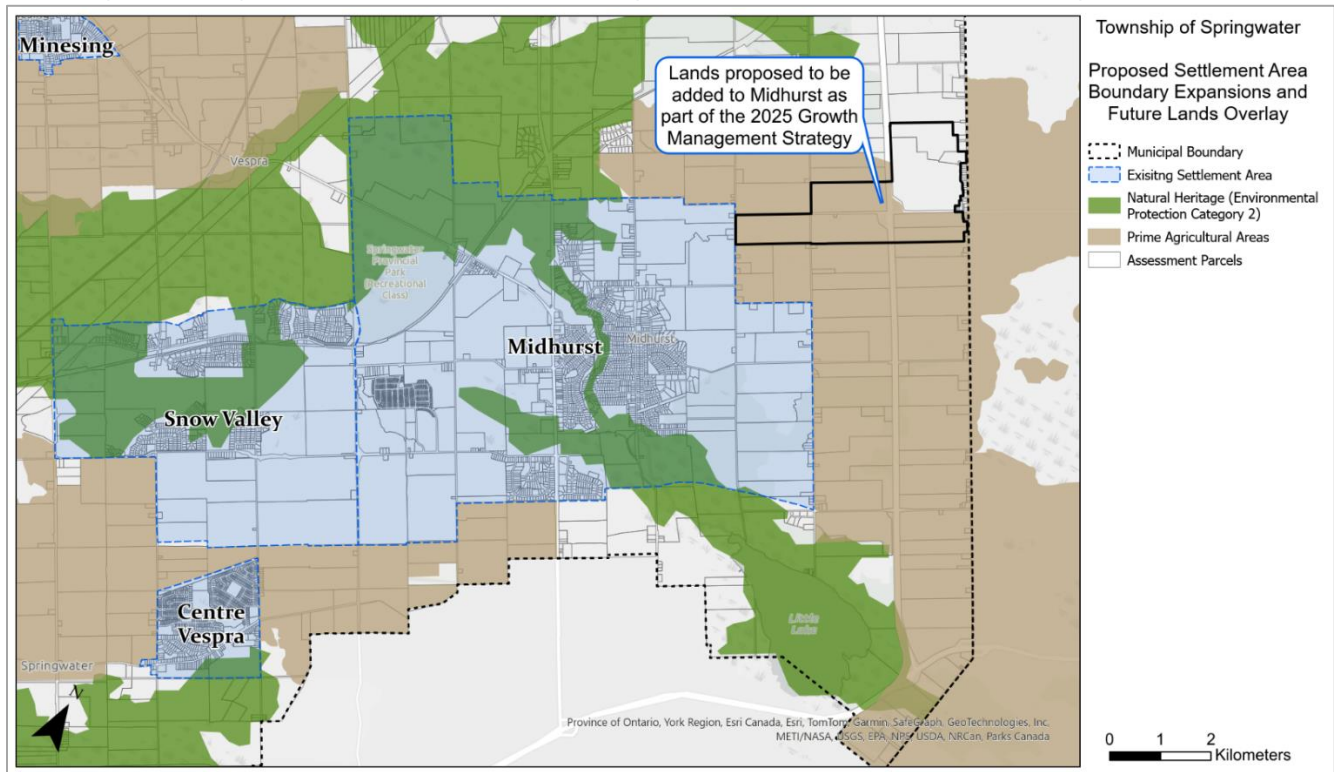 Minesing
Vespra
Springwater
Provincial
Park
(Recreational
Class)
Lands proposed to be
added to Midhurst as
part of the 2025 Growth
Management Strategy
Midhurst
Midhurst
Snow Valley
Centre
Vespra
Springwater
N
Little
Lake
Province of Ontario, York Region, Esri Canada, Esri, TomTom, Garmin, SafeGraph, GeoTechnologies, Inc,
METI/NASA, USGS, EPA, NPS, USDA, NRCan, Parks Canada
Township of Springwater
Proposed Settlement Area
Boundary Expansions and
Future Lands Overlay
Municipal Boundary
Exisitng Settlement Area
Natural Heritage (Environmental
Protection Category 2)
Prime Agricultural Areas
Assessment Parcels
0 1 2
Kilometers